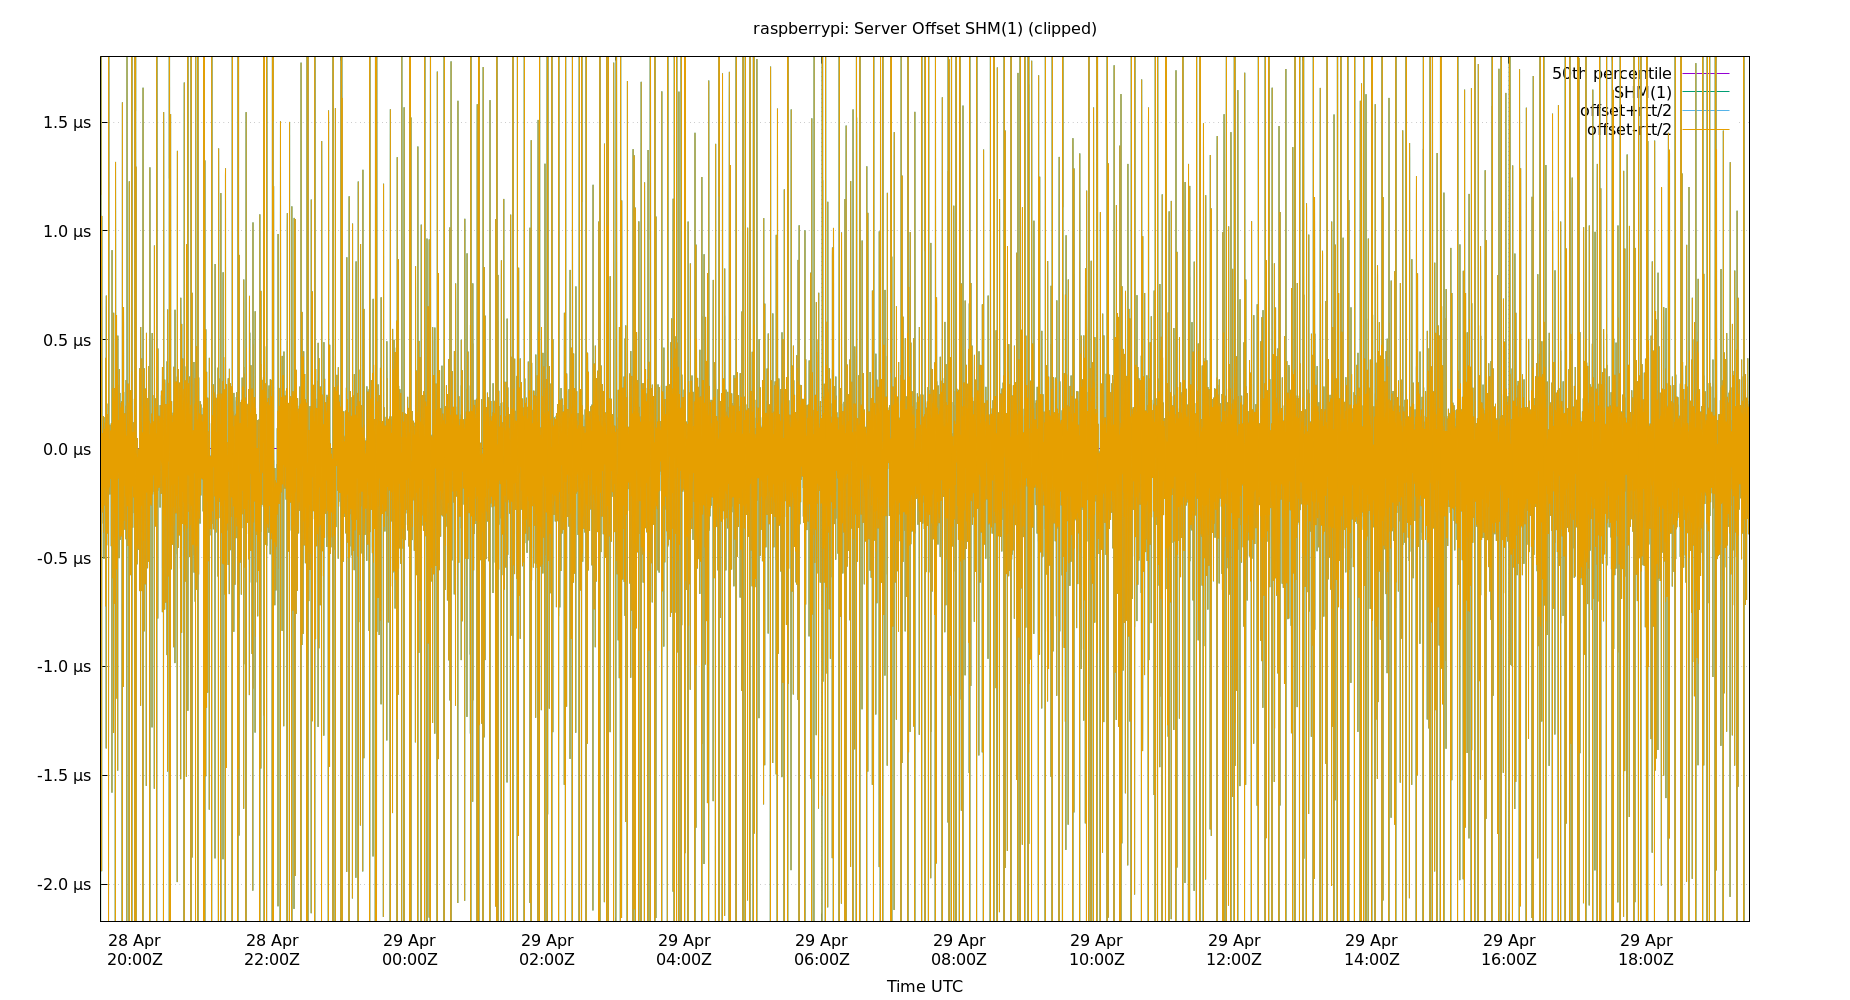 raspberrypi: Server Offset SHM(1) (clipped)
50th percentile
SHM(1)
offset+rtt/2
offset-rtt/2
1.5 µs
1.0 µs
0.5 µs
0.0 µs
-0.5 µs
-1.0 µs
-1.5 µs
-2.0 µs
28 Apr 28 Apr 29 Apr 29 Apr 29 Apr 29 Apr 29 Apr 29 Apr 29 Apr 29 Apr 29 Apr 29 Apr
20:00Z 22:00Z 00:00Z 02:00Z 04:00Z 06:00Z 08:00Z 10:00Z 12:00Z 14:00Z 16:00Z 18:00Z
Time UTC